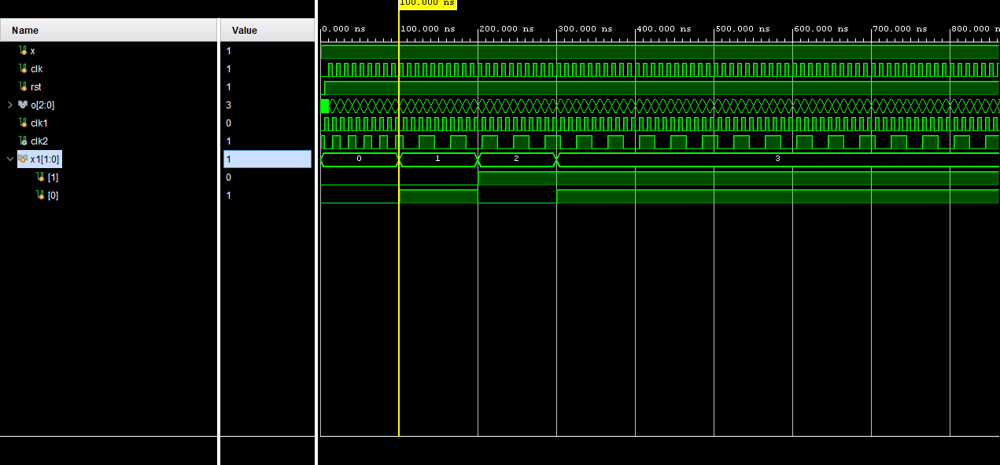 100.000 ns
Name Value
0.000 ns 100.000 ns 200.000 ns 300.000 ns 400.000 ns 500.000 ns 600.000 ns 700.000 ns 800.000 n
x 1
clk 1
rst 1
o[2:0] 3
clk1 0
clk2 1
x1[1:0] 1 0 1 2 3
[1] 0
[0] 1